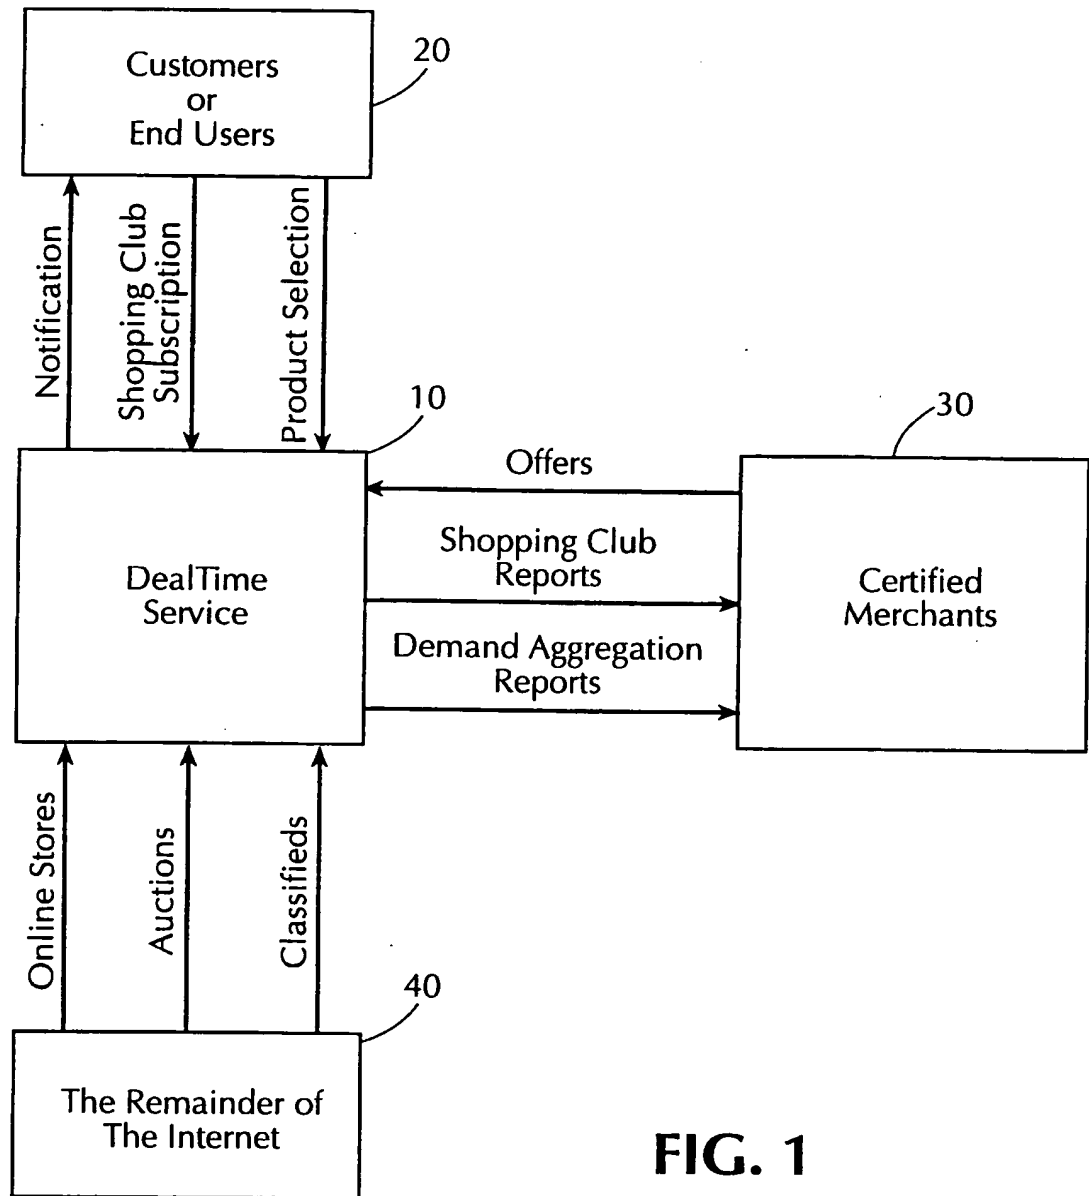 Customers
or
End Users
20
Notification
Shopping Club
Subscription
Product Selection
10
30
Offers
Shopping Club
Reports
Demand Aggregation
Reports
DealTime
Service
Certified
Merchants
Online Stores
Auctions
Classifieds
40
The Remainder of
The Internet
FIG. 1